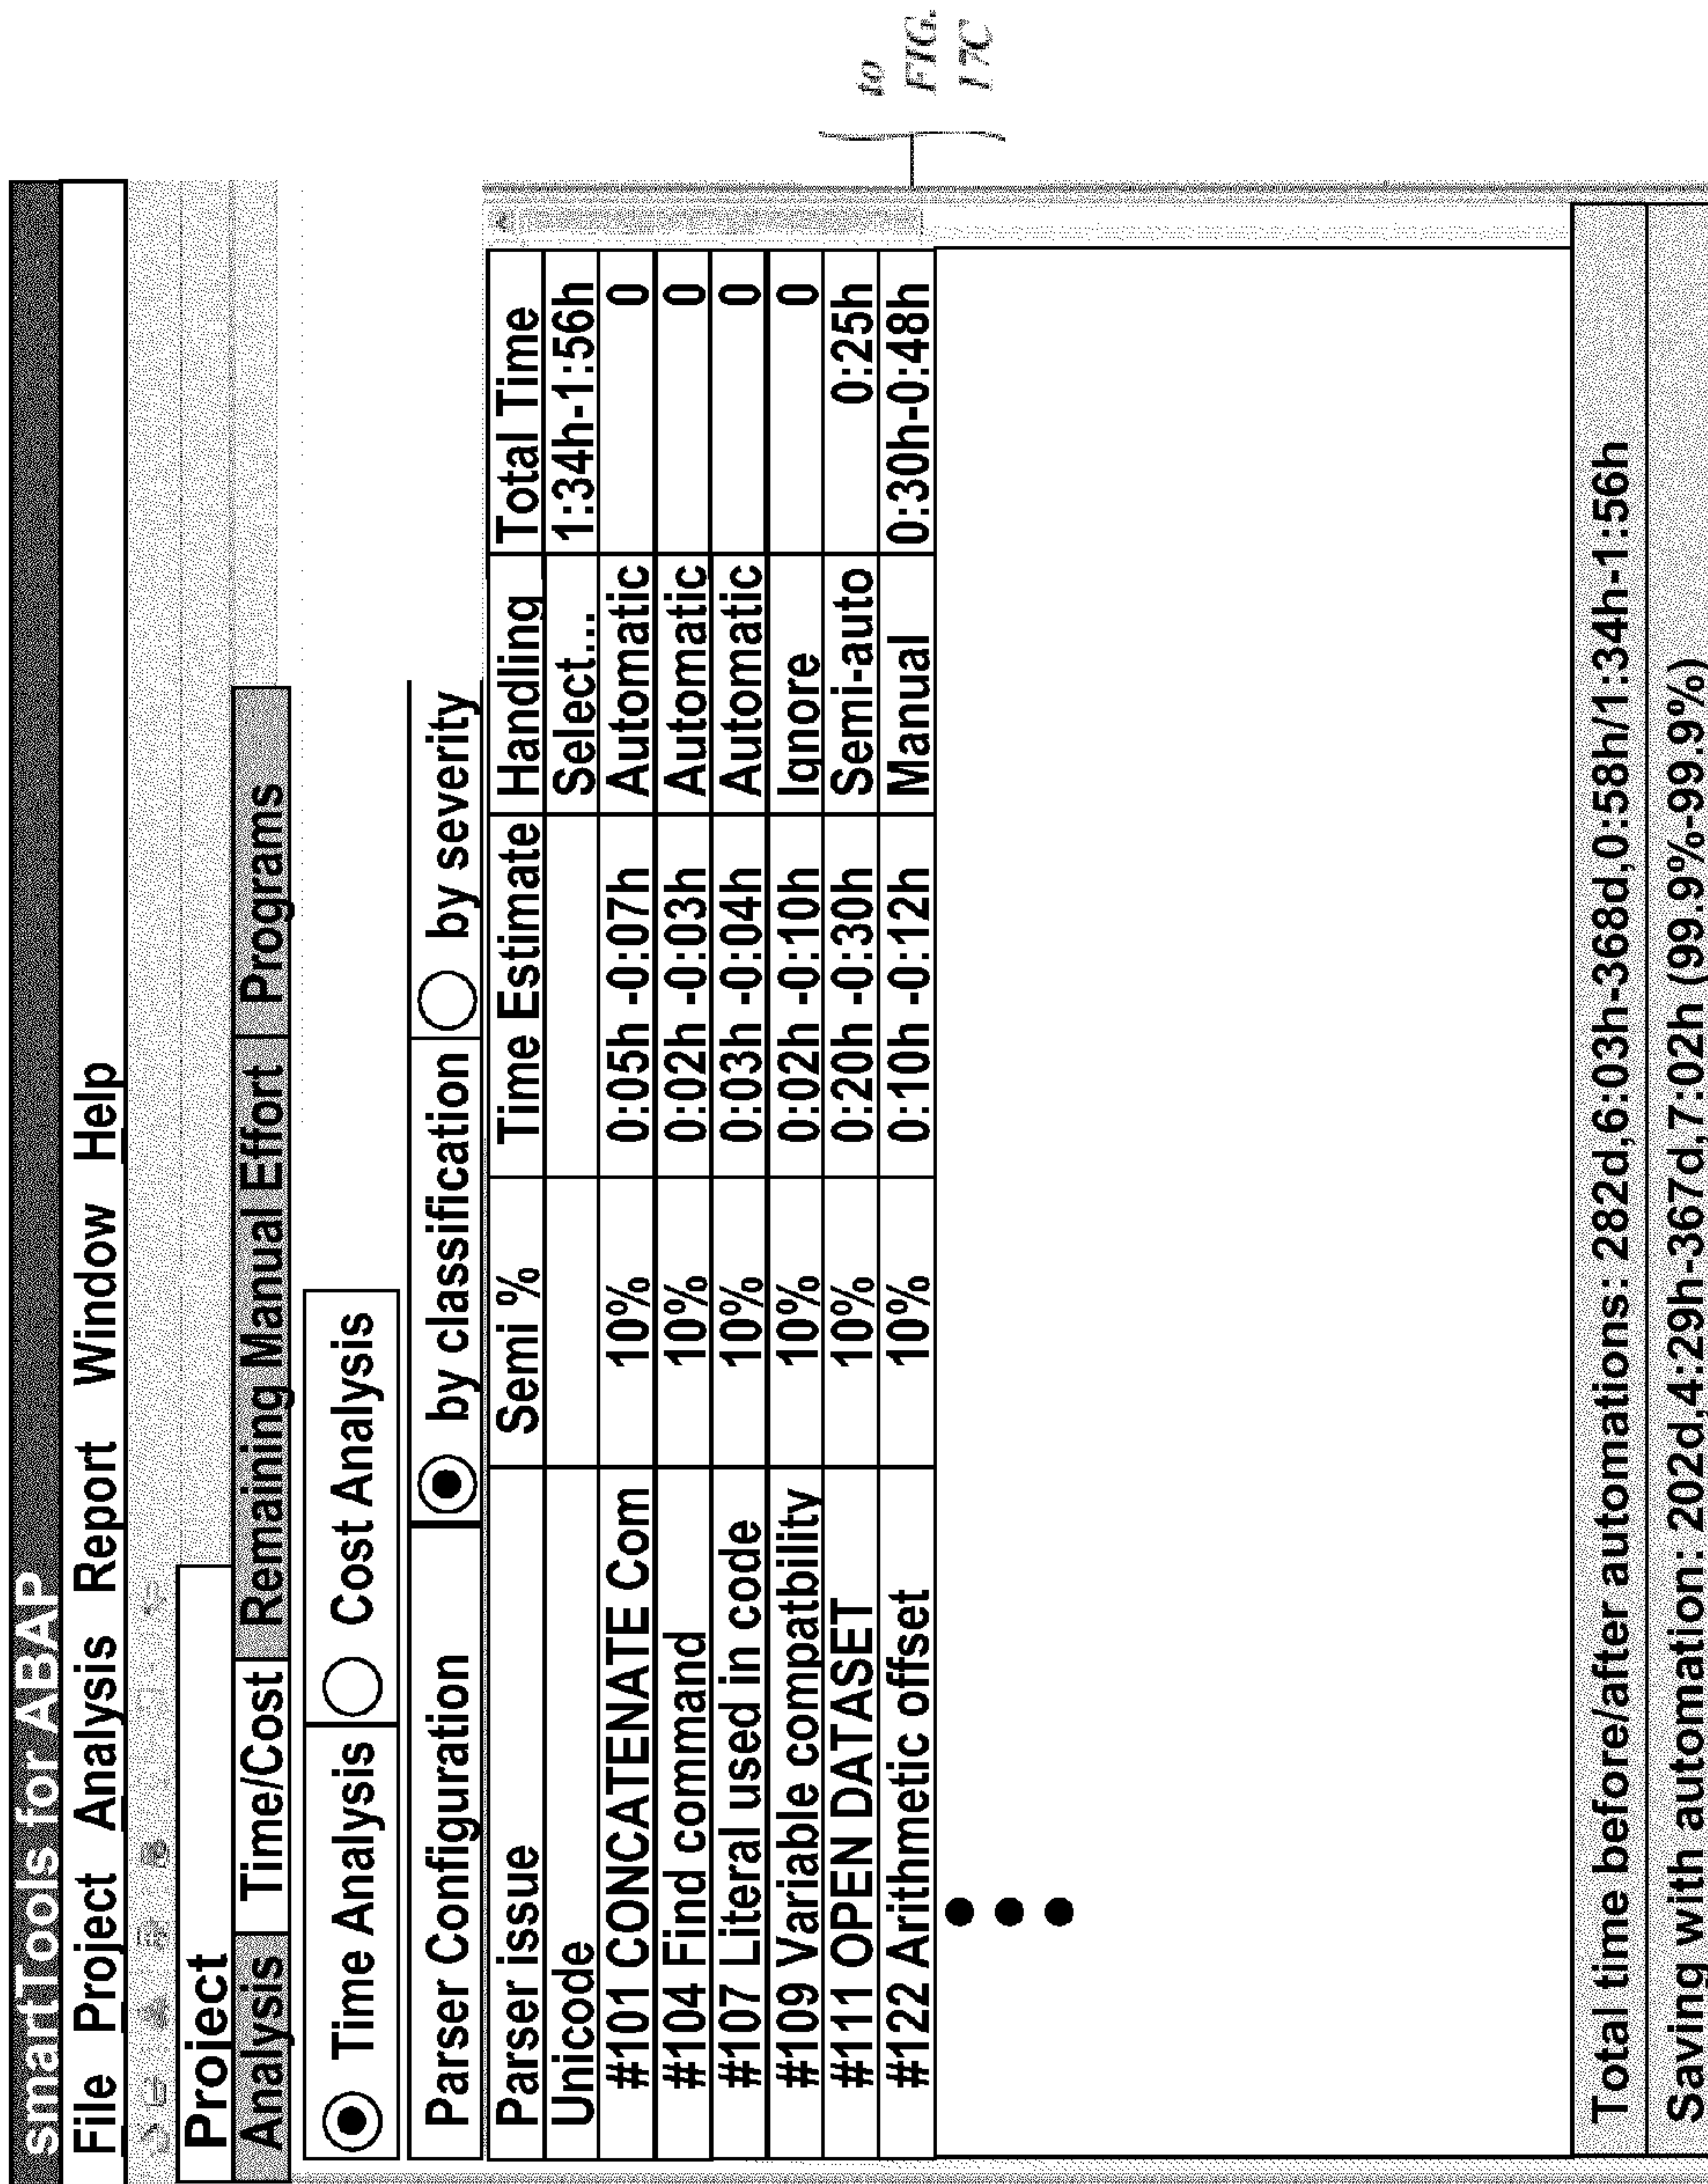 smartTools for ABAP
File Project Analysis Report Window Help
Project
Analysis Time/Cost Remaining Manual Effort Programs
Time Analysis Cost Analysis
Parser Configuration by classification by severity
Parser issue Semi % Time Estimate Handling Total Time
Unicode Select... 1:34h-1:56h
#101 CONCATENATE Com 10% 0:05h -0:07h Automatic 0
#104 Find command 10% 0:02h -0:03h Automatic 0
#107 Literal used in code 10% 0:03h -0:04h Automatic 0
#109 Variable compatbility 10% 0:02h -0:10h Ignore 0
#111 OPEN DATASET 10% 0:20h -0:30h Semi-auto 0:25h
#122 Arithmetic offset 10% 0:10h -0:12h Manual 0:30h-0:48h
Total time before/after automations: 282d,6:03h-368d,0:58h/1:34h-1:56h
Saving with automation: 202d,4:29h-367d,7:02h (99.9%-99.9%)
to
FIG.
17C